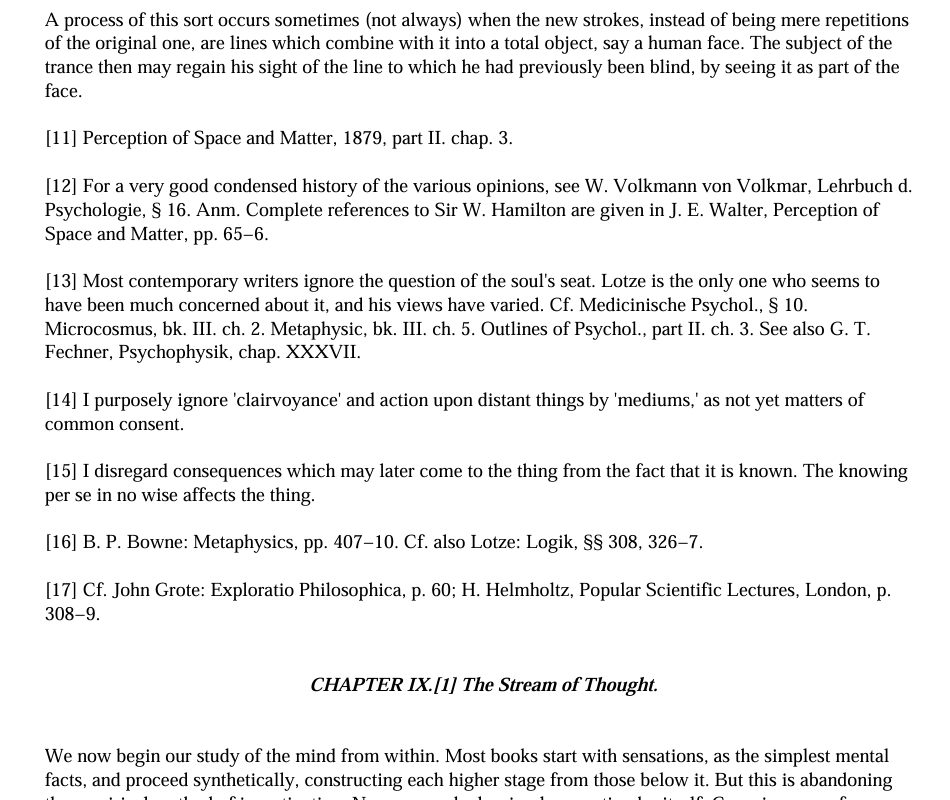 A process of this sort occurs sometimes (not always) when the new strokes, instead of being mere repetitions
of the original one, are lines which combine with it into a total object, say a human face. The subject of the
trance then may regain his sight of the line to which he had previously been blind, by seeing it as part of the
face.
[11] Perception of Space and Matter, 1879, part II. chap. 3.
[12] For a very good condensed history of the various opinions, see W. Volkmann von Volkmar, Lehrbuch d.
Psychologie, § 16. Anm. Complete references to Sir W. Hamilton are given in J. E. Walter, Perception of
Space and Matter, pp. 65–6.
[13] Most contemporary writers ignore the question of the soul's seat. Lotze is the only one who seems to
have been much concerned about it, and his views have varied. Cf. Medicinische Psychol., § 10.
Microcosmus, bk. III. ch. 2. Metaphysic, bk. III. ch. 5. Outlines of Psychol., part II. ch. 3. See also G. T.
Fechner, Psychophysik, chap. XXXVII.
[14] I purposely ignore 'clairvoyance' and action upon distant things by 'mediums,' as not yet matters of
common consent.
[15] I disregard consequences which may later come to the thing from the fact that it is known. The knowing
per se in no wise affects the thing.
[16] B. P. Bowne: Metaphysics, pp. 407–10. Cf. also Lotze: Logik, §§ 308, 326–7.
[17] Cf. John Grote: Exploratio Philosophica, p. 60; H. Helmholtz, Popular Scientific Lectures, London, p.
308–9.
CHAPTER IX.[1] The Stream of Thought.
We now begin our study of the mind from within. Most books start with sensations, as the simplest mental
facts, and proceed synthetically, constructing each higher stage from those below it. But this is abandoning